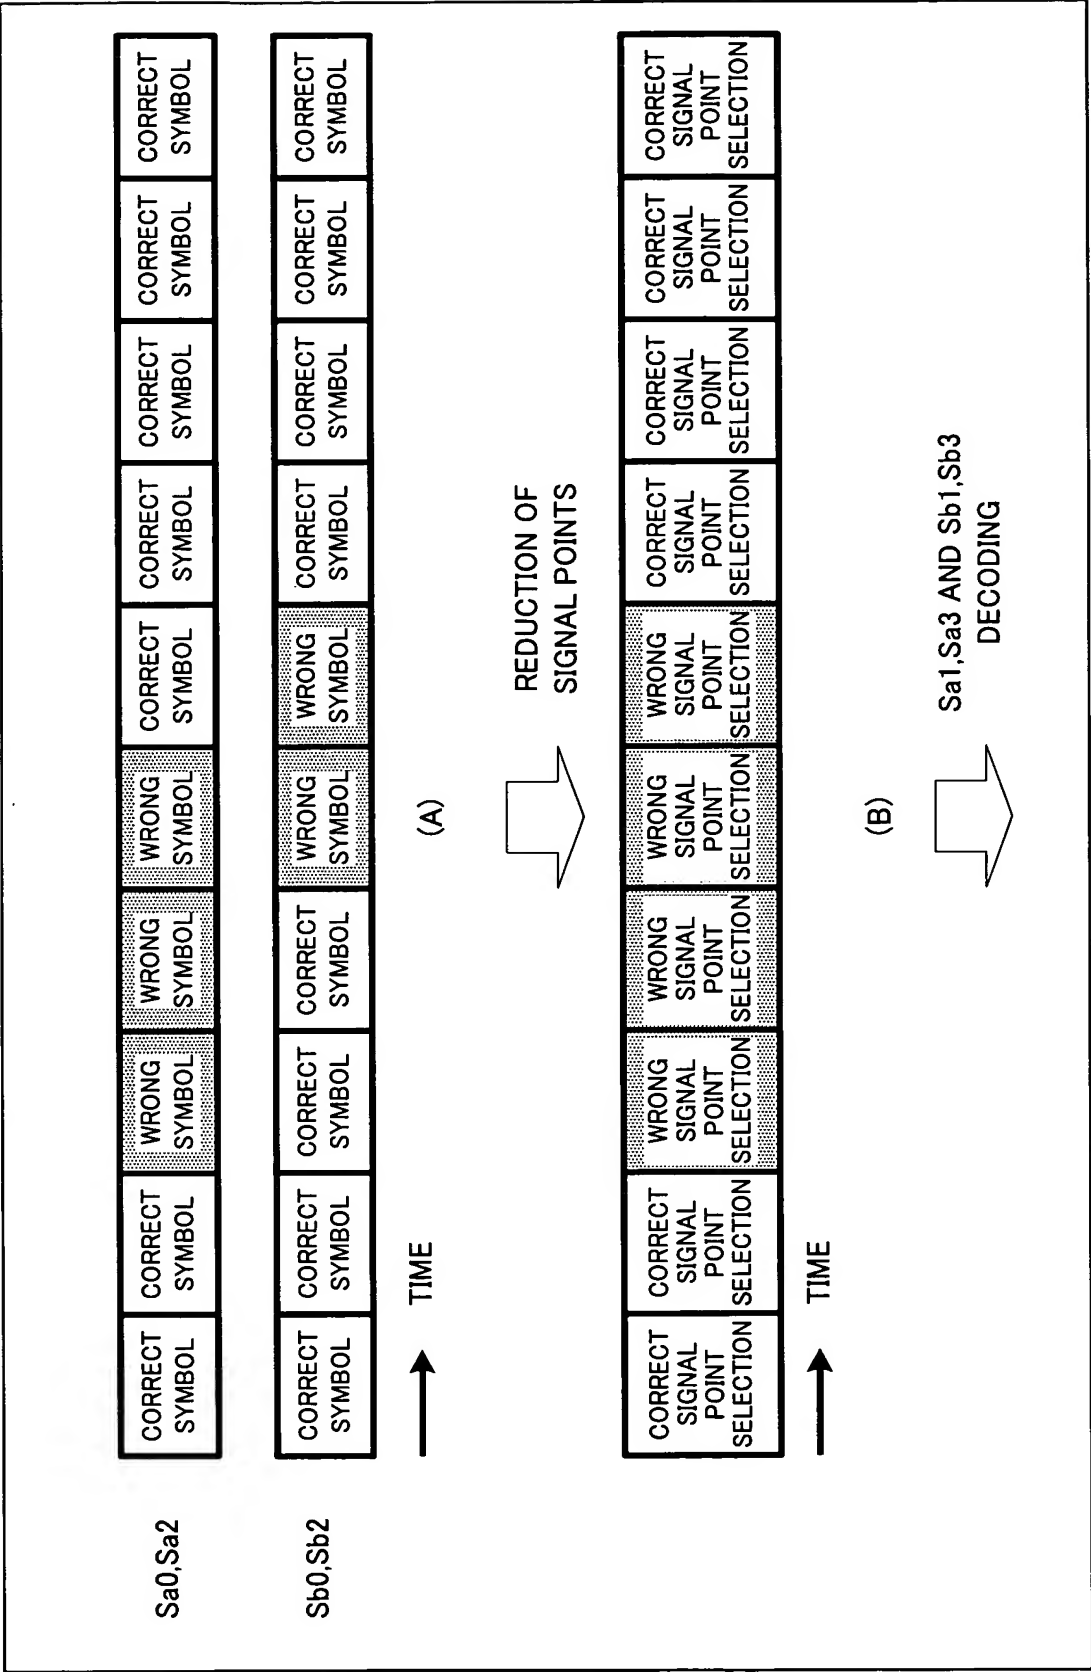 Sa0,Sa2
CORRECT
SYMBOL
CORRECT
SYMBOL
WRONG
SYMBOL
WRONG
SYMBOL
WRONG
SYMBOL
CORRECT
SYMBOL
CORRECT
SYMBOL
CORRECT
SYMBOL
CORRECT
SYMBOL
CORRECT
SYMBOL
Sb0,Sb2
CORRECT
SYMBOL
CORRECT
SYMBOL
CORRECT
SYMBOL
CORRECT
SYMBOL
WRONG
SYMBOL
WRONG
SYMBOL
CORRECT
SYMBOL
CORRECT
SYMBOL
CORRECT
SYMBOL
CORRECT
SYMBOL
TIME
(A)
REDUCTION OF
SIGNAL POINTS
CORRECT
SIGNAL
POINT
SELECTION
CORRECT
SIGNAL
POINT
SELECTION
WRONG
SIGNAL
POINT
SELECTION
WRONG
SIGNAL
POINT
SELECTION
WRONG
SIGNAL
POINT
SELECTION
WRONG
SIGNAL
POINT
SELECTION
CORRECT
SIGNAL
POINT
SELECTION
CORRECT
SIGNAL
POINT
SELECTION
CORRECT
SIGNAL
POINT
SELECTION
CORRECT
SIGNAL
POINT
SELECTION
TIME
(B)
Sa1,Sa3 AND Sb1,Sb3
DECODING